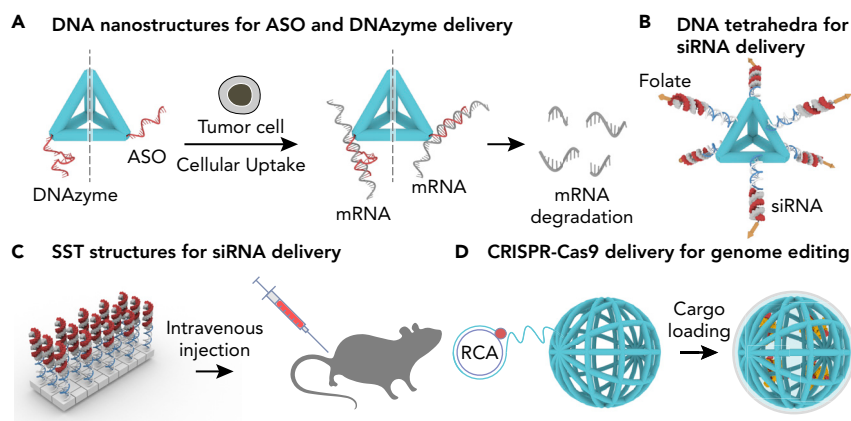 A DNA nanostructures for ASO and DNAzyme delivery
DNAzyme
ASO
Tumor cell
Cellular Uptake
mRNA
mRNA
mRNA
degradation
B DNA tetrahedra for
siRNA delivery
Folate
siRNA
C SST structures for siRNA delivery
Intravenous
injection
D CRISPR-Cas9 delivery for genome editing
RCA
Cargo
loading